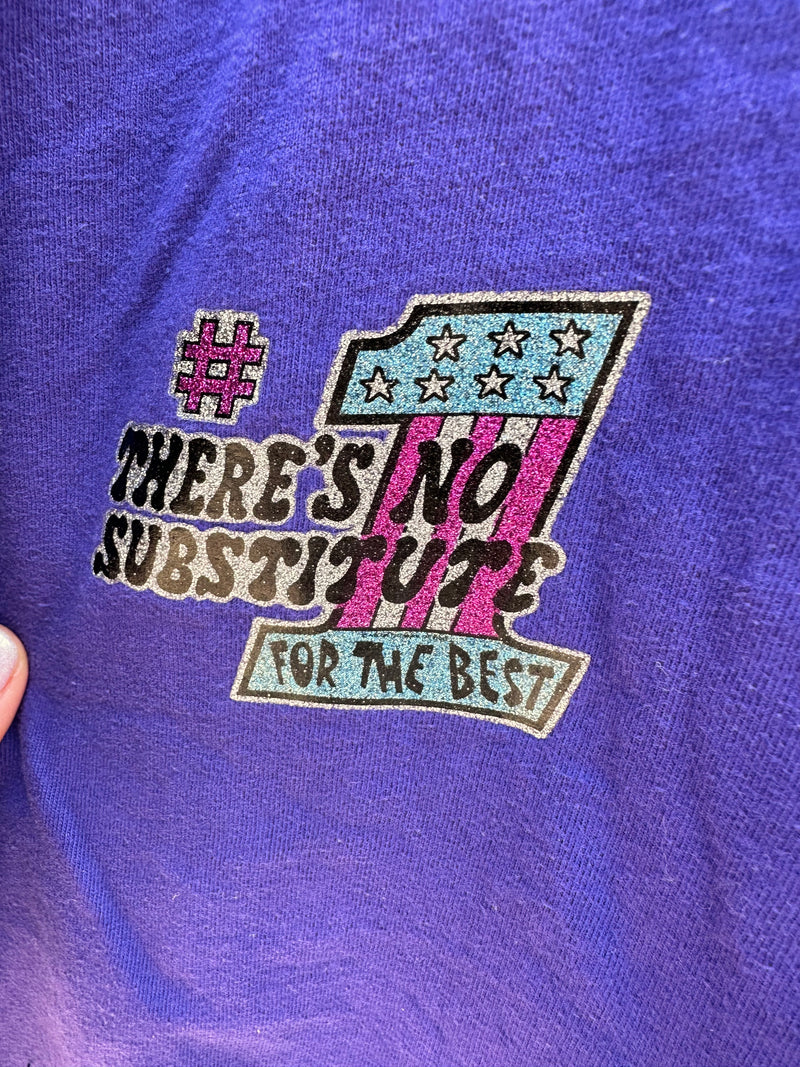 #1
THERE'S NO
SUBSTITUTE
FOR THE BEST